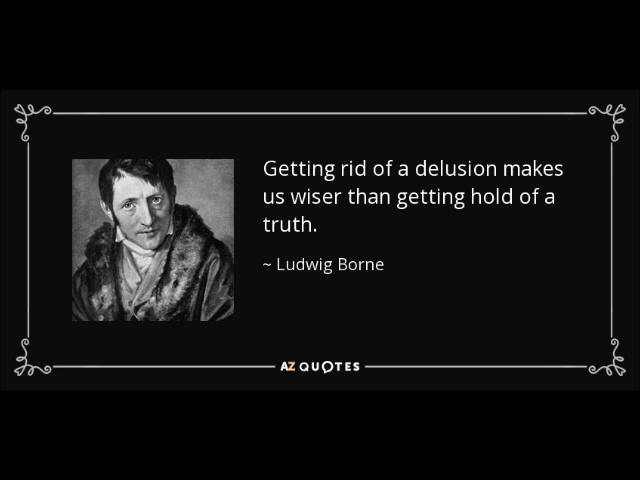 Getting rid of a delusion makes
us wiser than getting hold of a
truth.
~ Ludwig Borne
AZ QUOTES